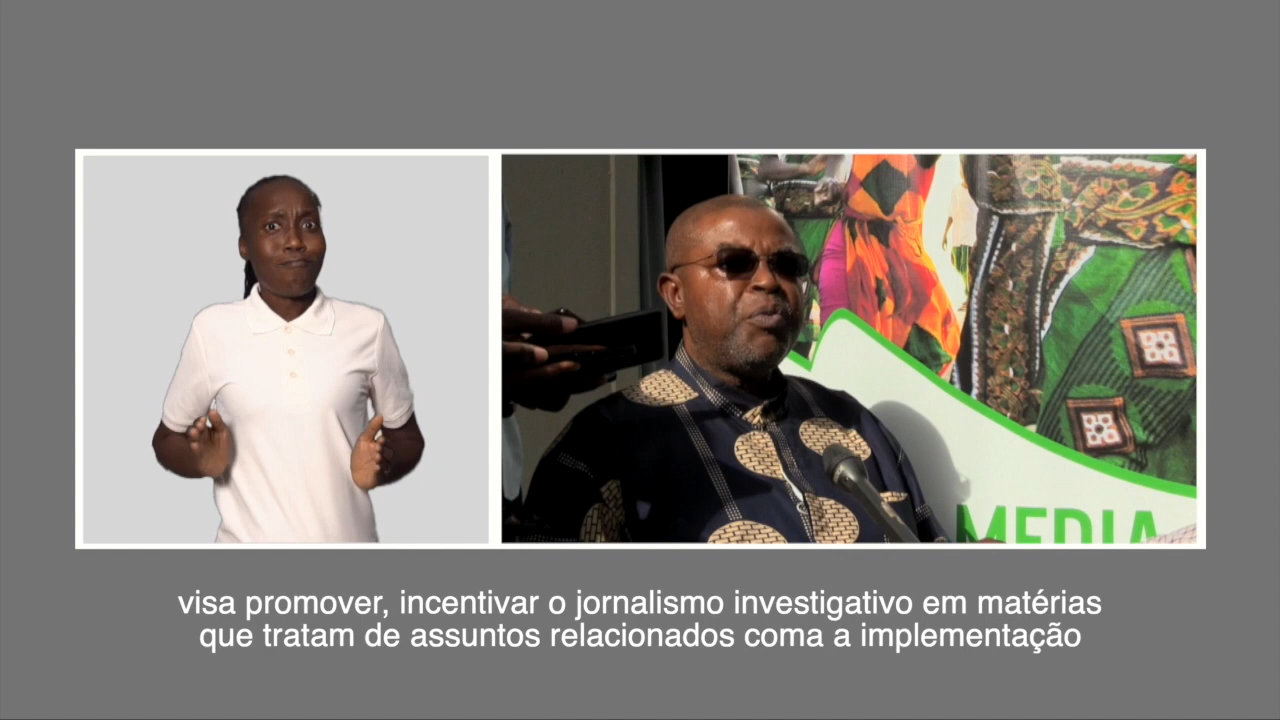 MEDIA
visa promover, incentivar o jornalismo investigativo em matérias
que tratam de assuntos relacionados coma a implementação